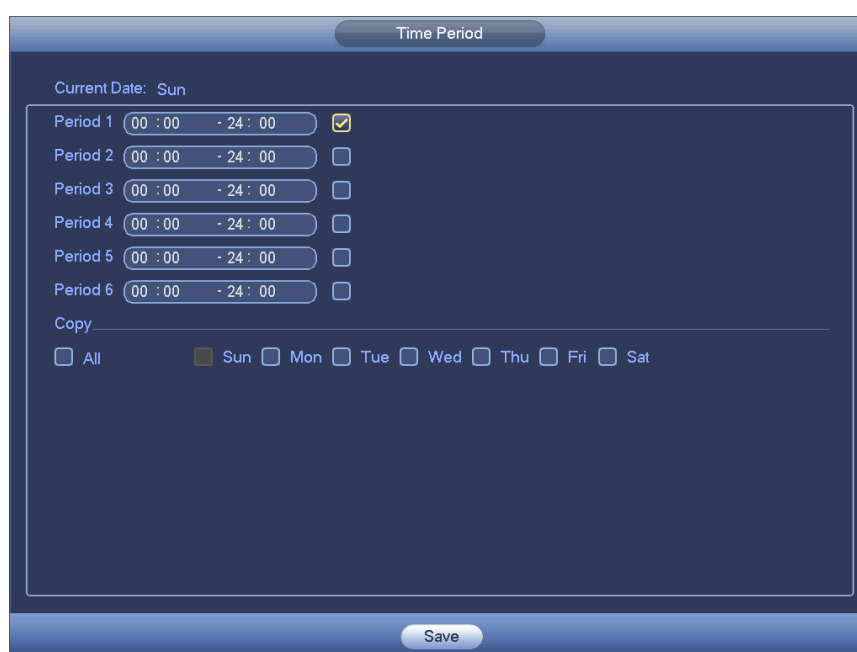 Time Period
Current Date: Sun
Period 1 00 :00 - 24 : 00
Period 2 00 :00 - 24 : 00
Period 3 00 :00 - 24 : 00
Period 4 00 :00 - 24 : 00
Period 5 00 :00 - 24 : 00
Period 6 00 :00 - 24 : 00
Copy
All Sun Mon Tue Wed Thu Fri Sat
Save